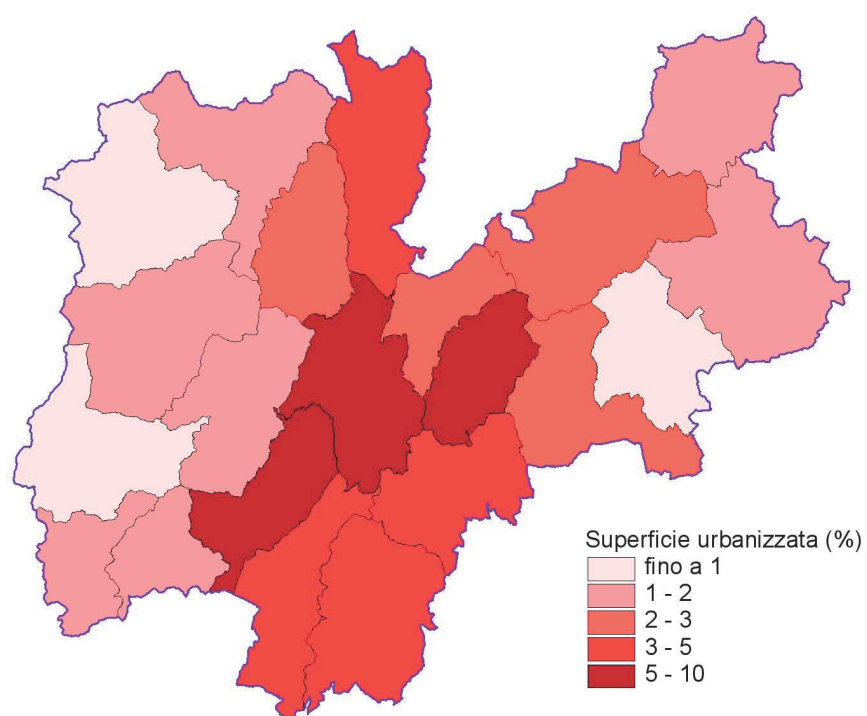 Superficie urbanizzata (%)
fino a 1
1 - 2
2 - 3
3 - 5
5 - 10